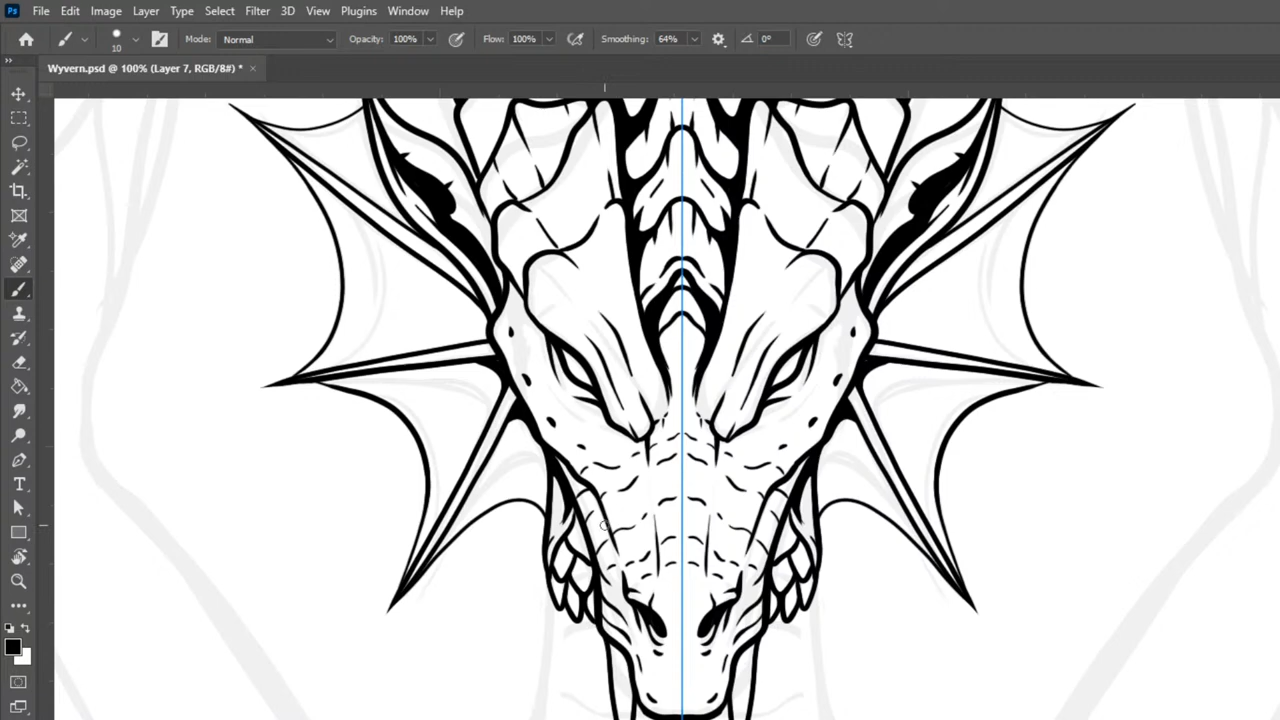 Ps File Edit Image Layer Type Select Filter 3D View Plugins Window Help
10 Mode: Normal Opacity: 100% Flow: 100% Smoothing: 64% 0°
Wyvern.psd @ 100% (Layer 7, RGB/8#) * ×
T